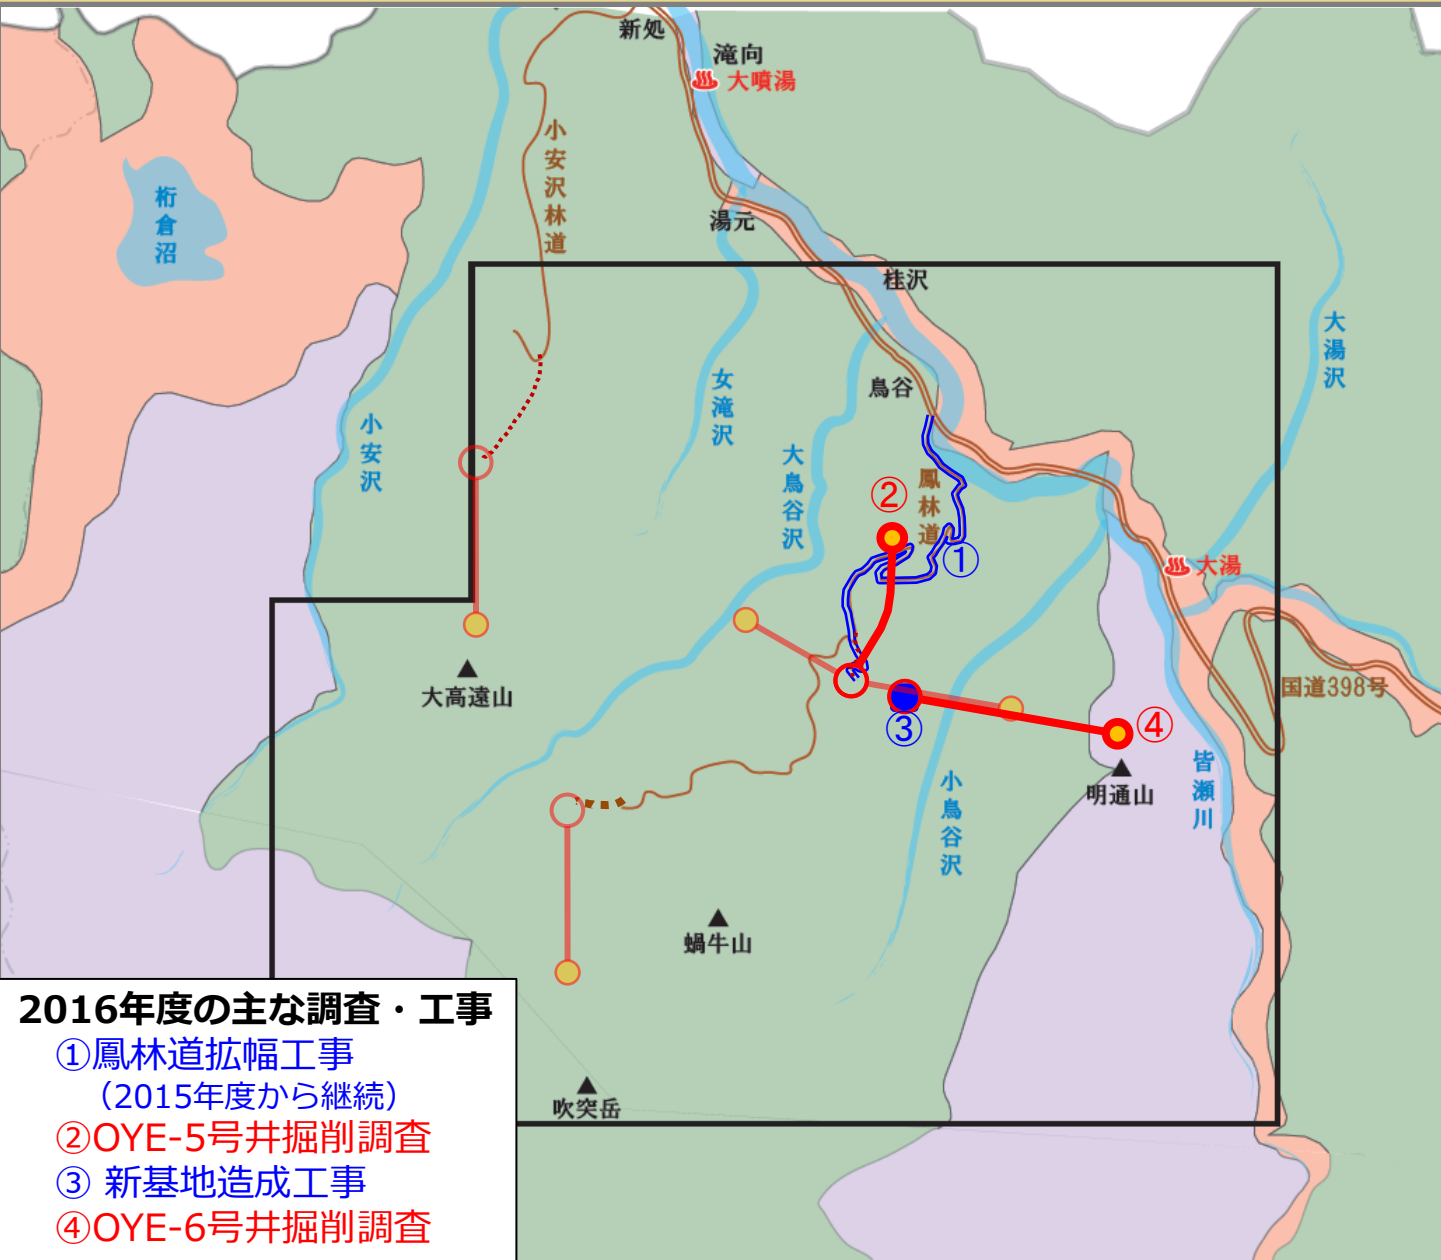 新処
滝向
大噴湯
小安沢林道
桁倉沼
湯元
桂沢
大湯沢
女滝沢
鳥谷
小安沢
大鳥谷沢
②
鳳林道
①
大湯
国道398号
大高遠山
③
④
皆瀬川
明通山
小鳥谷沢
蝸牛山
吹突岳
2016年度の主な調査・工事
①鳳林道拡幅工事
（2015年度から継続）
②OYE-5号井掘削調査
③ 新基地造成工事
④OYE-6号井掘削調査